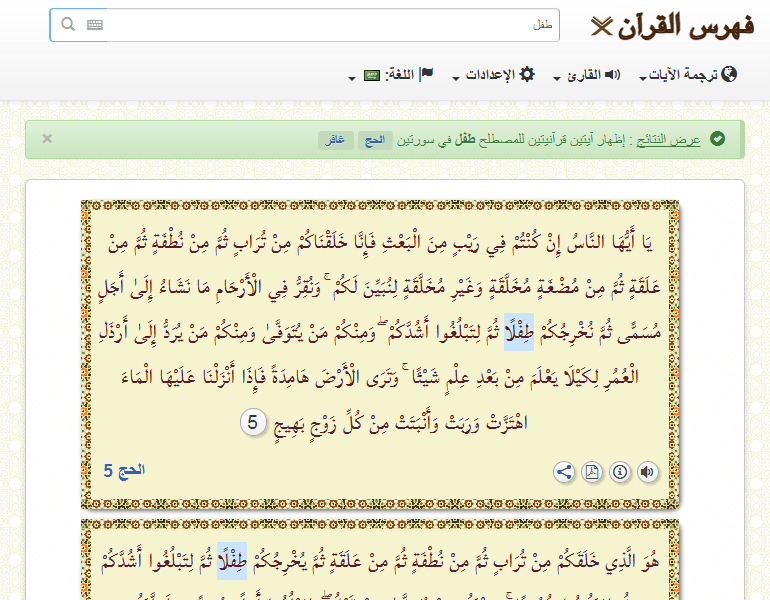 فهرس القرآن
طفل
ترجمة الآيات القارئ الإعدادات اللغة:
عرض النتائج : إظهار آيتين قرآنيتين للمصطلح طفل في سورتين الحج غافر
يَا أَيُّهَا النَّاسُ إِنْ كُنْتُمْ فِي رَيْبٍ مِنَ الْبَعْثِ فَإِنَّا خَلَقْنَاكُمْ مِنْ تُرَابٍ ثُمَّ مِنْ نُطْفَةٍ ثُمَّ مِنْ
عَلَقَةٍ ثُمَّ مِنْ مُضْغَةٍ مُخَلَّقَةٍ وَغَيْرِ مُخَلَّقَةٍ لِنُبَيِّنَ لَكُمْ ۚ وَنُقِرُّ فِي الْأَرْحَامِ مَا نَشَاءُ إِلَىٰ أَجَلٍ
مُسَمًّى ثُمَّ نُخْرِجُكُمْ طِفْلًا ثُمَّ لِتَبْلُغُوا أَشُدَّكُمْ ۖ وَمِنْكُمْ مَنْ يُتَوَفَّىٰ وَمِنْكُمْ مَنْ يُرَدُّ إِلَىٰ أَرْذَلِ
الْعُمُرِ لِكَيْلَا يَعْلَمَ مِنْ بَعْدِ عِلْمٍ شَيْئًا ۚ وَتَرَى الْأَرْضَ هَامِدَةً فَإِذَا أَنْزَلْنَا عَلَيْهَا الْمَاءَ
اهْتَزَّتْ وَرَبَتْ وَأَنْبَتَتْ مِنْ كُلِّ زَوْجٍ بَهِيجٍ 5
الحج 5
هُوَ الَّذِي خَلَقَكُمْ مِنْ تُرَابٍ ثُمَّ مِنْ نُطْفَةٍ ثُمَّ مِنْ عَلَقَةٍ ثُمَّ يُخْرِجُكُمْ طِفْلًا ثُمَّ لِتَبْلُغُوا أَشُدَّكُمْ